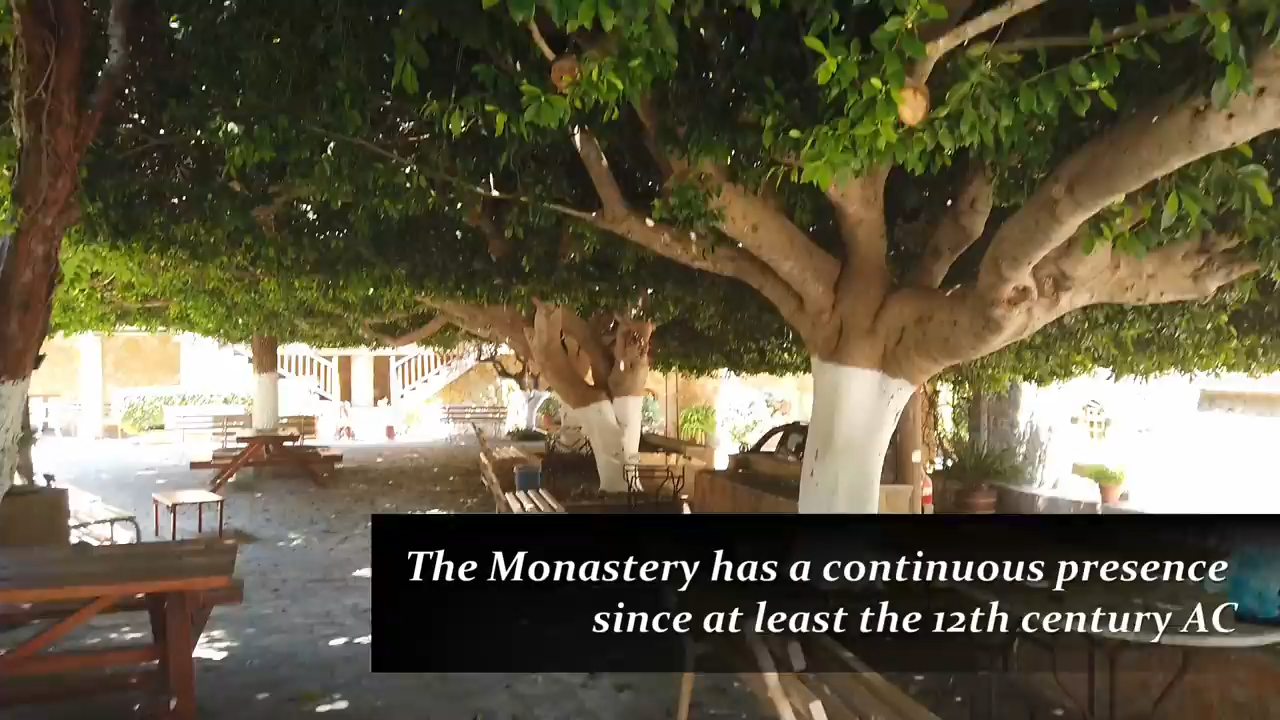 The Monastery has a continuous presence
since at least the 12th century AC